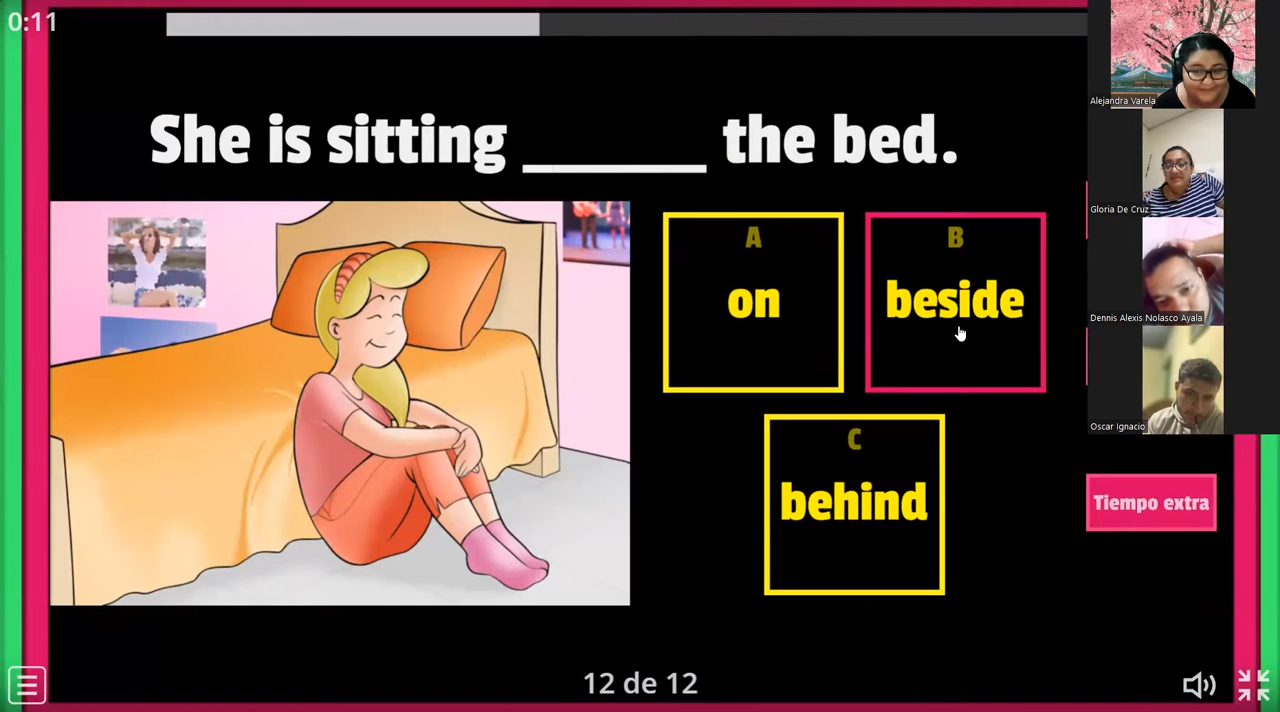 0:11
She is sitting ______ the bed.
A
on
B
beside
C
behind
Alejandra Varela
Gloria De Cruz
Dennis Alexis Nolasco Ayala
Oscar Ignacio
Tiempo extra
12 de 12